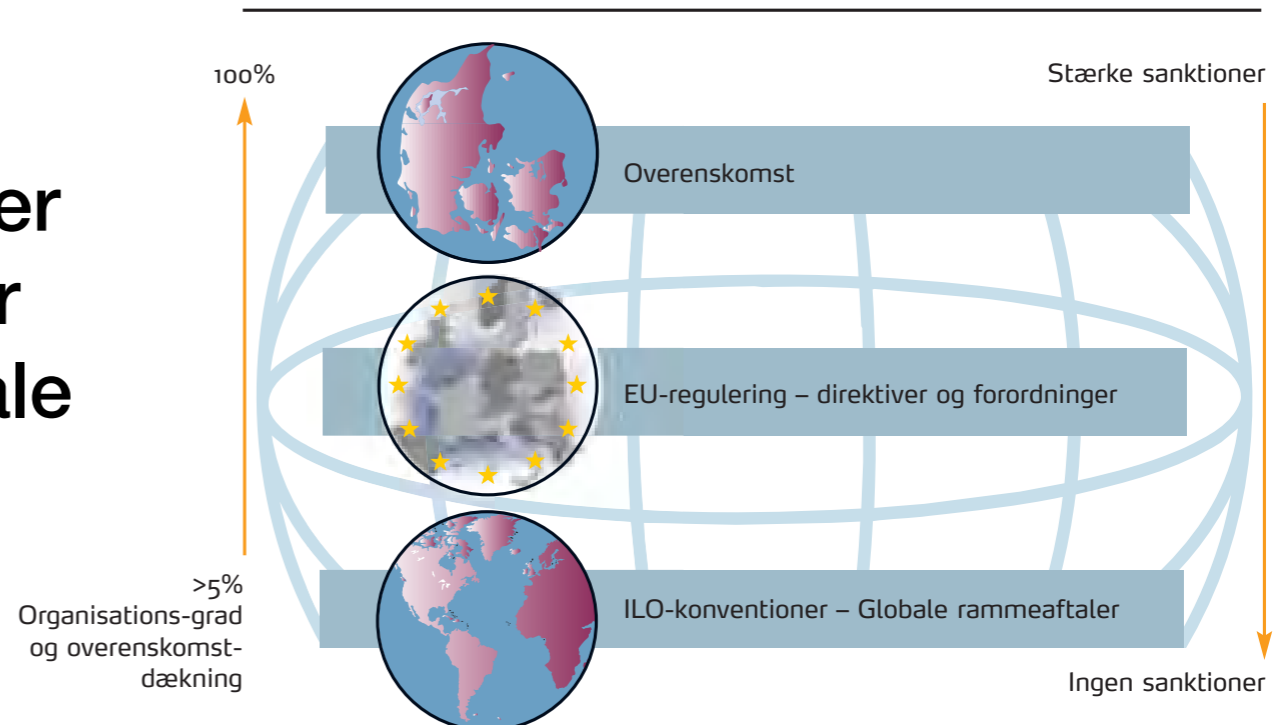 er
r
ale
100%
Stærke sanktioner
Overenskomst
EU-regulering – direktiver og forordninger
ILO-konventioner – Globale rammeaftaler
>5%
Organisations-grad
og overenskomst-
dækning
Ingen sanktioner